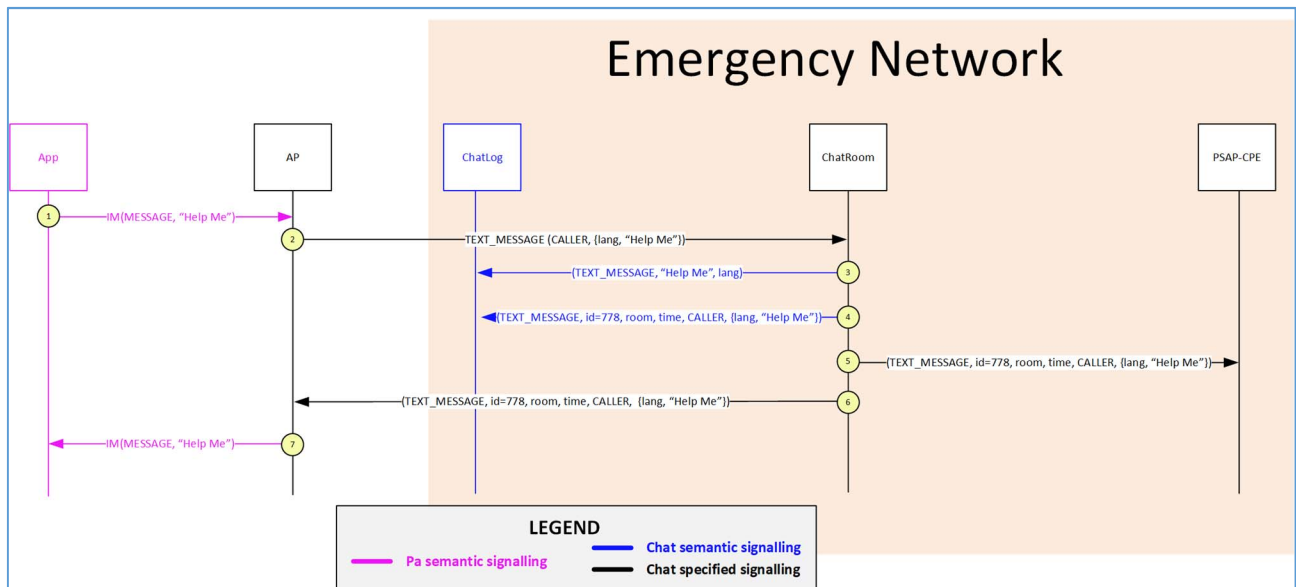 Emergency Network
App
AP
ChatLog
ChatRoom
PSAP-CPE
1
IM(MESSAGE, “Help Me”)
2
TEXT_MESSAGE (CALLER, {lang, “Help Me”})
(TEXT_MESSAGE, “Help Me”, lang)
3
(TEXT_MESSAGE, id=778, room, time, CALLER, {lang, “Help Me”})
4
5
(TEXT_MESSAGE, id=778, room, time, CALLER, {lang, “Help Me”})
(TEXT_MESSAGE, id=778, room, time, CALLER, {lang, “Help Me”})
6
IM(MESSAGE, “Help Me”)
7
LEGEND
Pa semantic signalling
Chat semantic signalling
Chat specified signalling